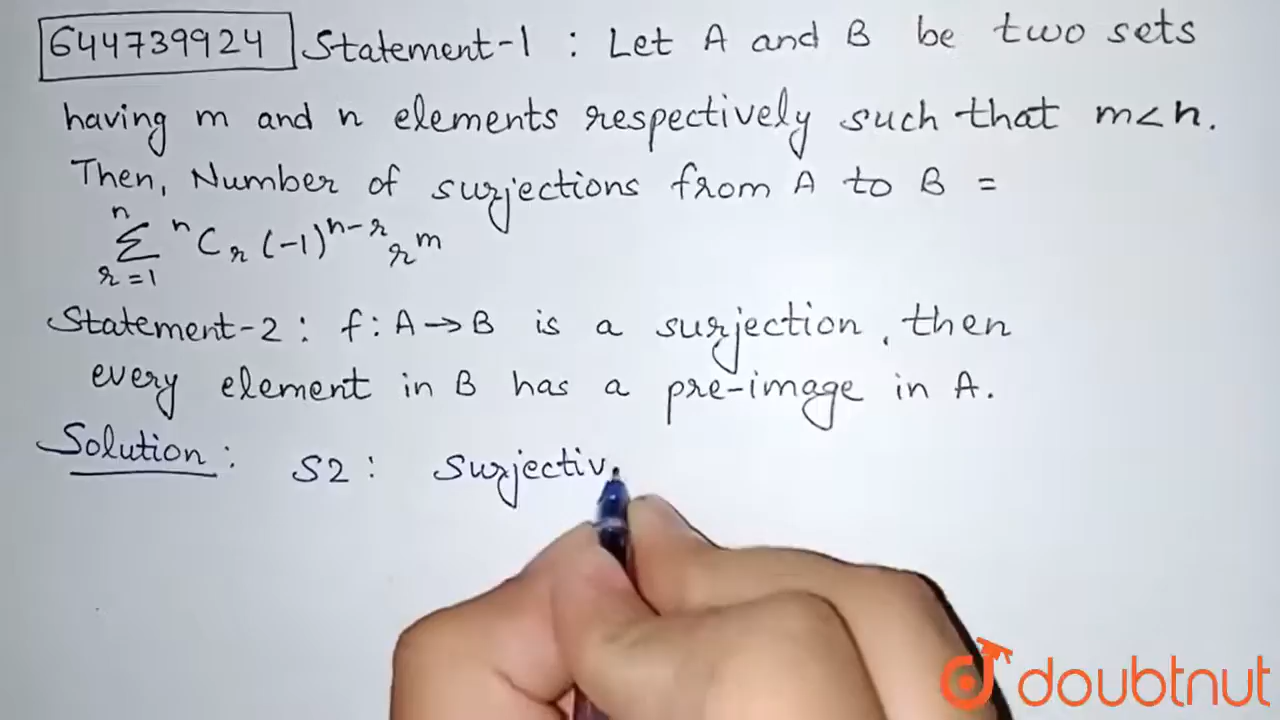 644739924 Statement-1 : Let A and B be two sets
having m and n elements respectively such that m<n.
Then, Number of surjections from A to B =
n∑r=1 ⁿCᵣ (-1)ⁿ⁻ʳ rᵐ
Statement-2 : f : A→B is a surjection, then
every element in B has a pre-image in A.
Solution : S2 : Surjectiv
doubtnut